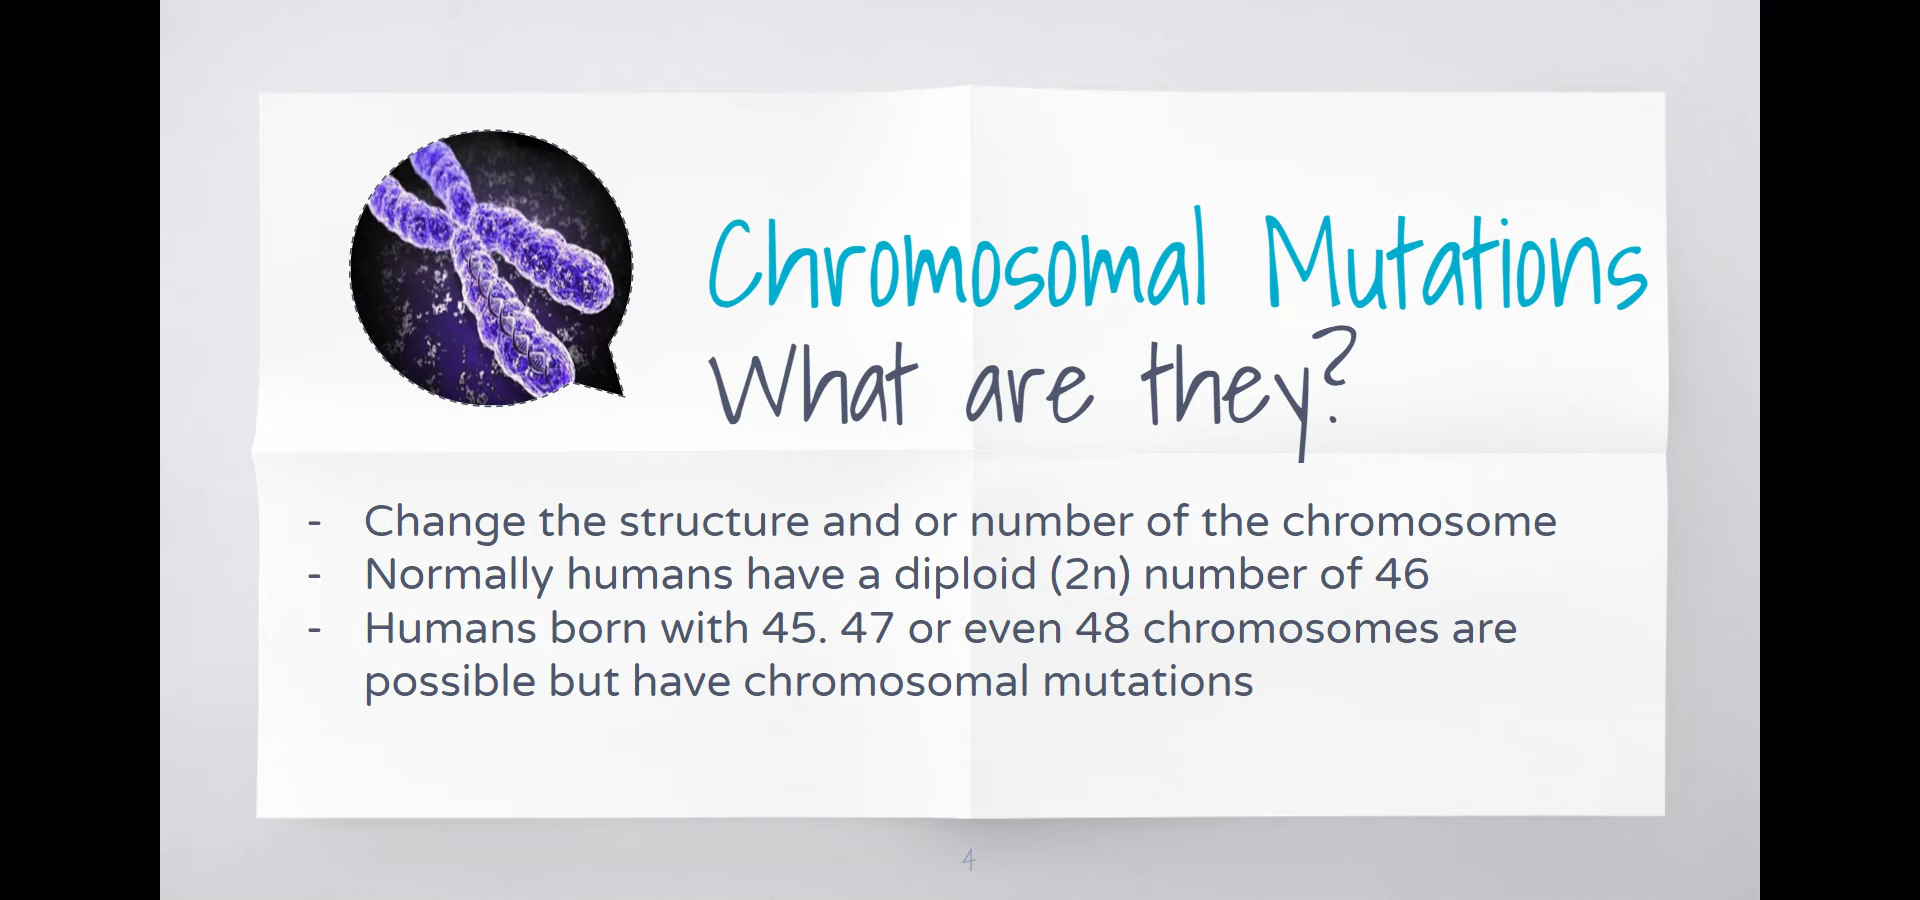 Chromosomal Mutations
What are they?
- Change the structure and or number of the chromosome
- Normally humans have a diploid (2n) number of 46
- Humans born with 45. 47 or even 48 chromosomes are
possible but have chromosomal mutations
4